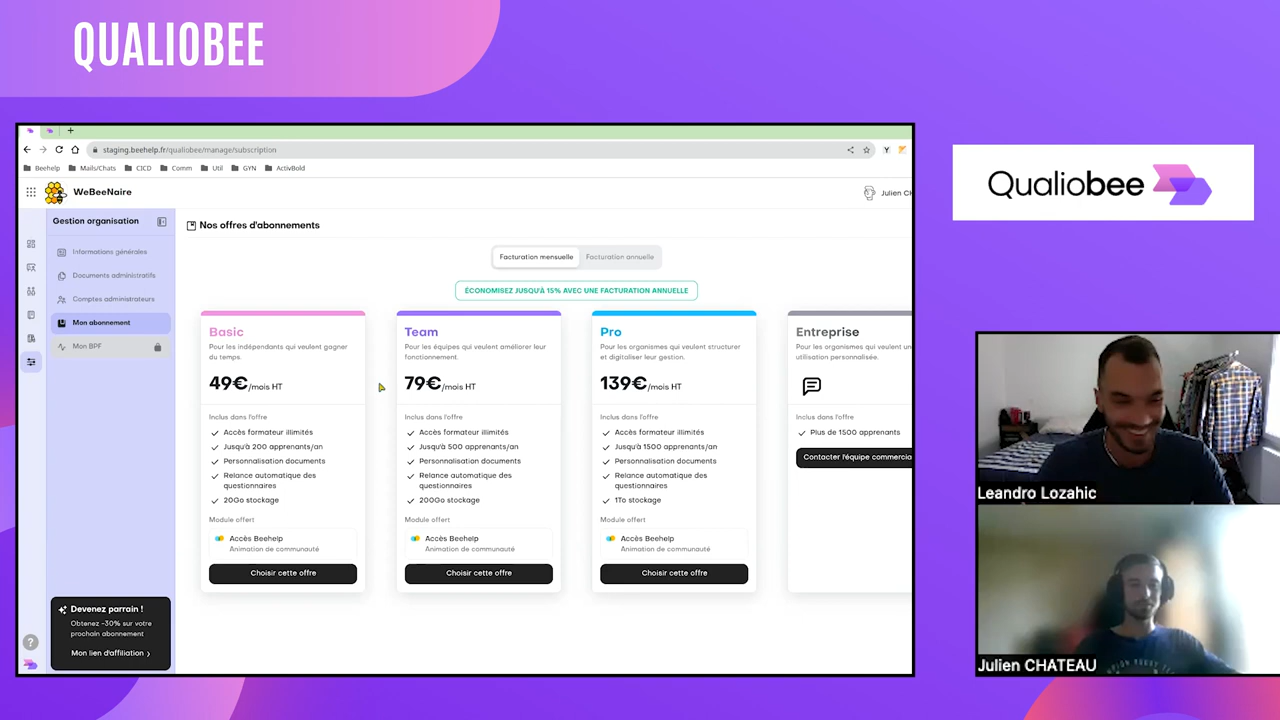 QUALIOBEE
staging.beehelp.fr/qualiobee/manage/subscription
Beehelp
Mails/Chats
CICD
Comm
Util
GYN
ActivBold
WeBeeNaire
Julien CH
Gestion organisation
Informations générales
Documents administratifs
Comptes administrateurs
Mon abonnement
Mon BPF
Devenez parrain !
Obtenez -30% sur votre
prochain abonnement
Mon lien d'affiliation
?
Nos offres d'abonnements
Facturation mensuelle
Facturation annuelle
ÉCONOMISEZ JUSQU'À 15% AVEC UNE FACTURATION ANNUELLE
Basic
Pour les indépendants qui veulent gagner
du temps.
49€/mois HT
Inclus dans l'offre
Accès formateur illimités
Jusqu'à 200 apprenants/an
Personnalisation documents
Relance automatique des
questionnaires
20Go stockage
Module offert
Accès Beehelp
Animation de communauté
Choisir cette offre
Team
Pour les équipes qui veulent améliorer leur
fonctionnement.
79€/mois HT
Inclus dans l'offre
Accès formateur illimités
Jusqu'à 500 apprenants/an
Personnalisation documents
Relance automatique des
questionnaires
200Go stockage
Module offert
Accès Beehelp
Animation de communauté
Choisir cette offre
Pro
Pour les organismes qui veulent structurer
et digitaliser leur gestion.
139€/mois HT
Inclus dans l'offre
Accès formateur illimités
Jusqu'à 1500 apprenants/an
Personnalisation documents
Relance automatique des
questionnaires
1To stockage
Module offert
Accès Beehelp
Animation de communauté
Choisir cette offre
Entreprise
Pour les organismes qui veulent un
utilisation personnalisée.
Inclus dans l'offre
Plus de 1500 apprenants
Contacter l'équipe commercia
Qualiobee
Leandro Lozahic
Julien CHATEAU